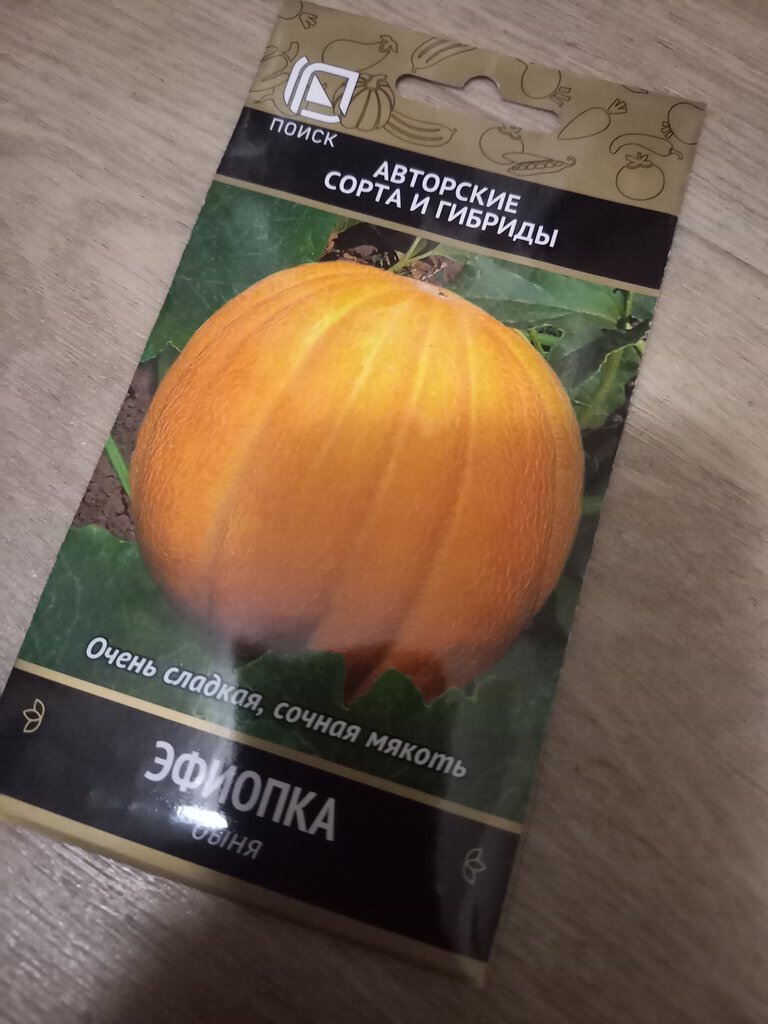 ПОИСК
АВТОРСКИЕ
СОРТА И ГИБРИДЫ
Очень сладкая, сочная мякоть
ЭФИОПКА
дыня